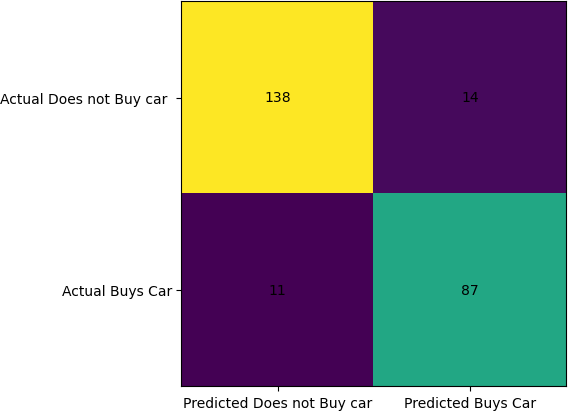 Actual Does not Buy car
138
14
Actual Buys Car
11
87
Predicted Does not Buy car
Predicted Buys Car